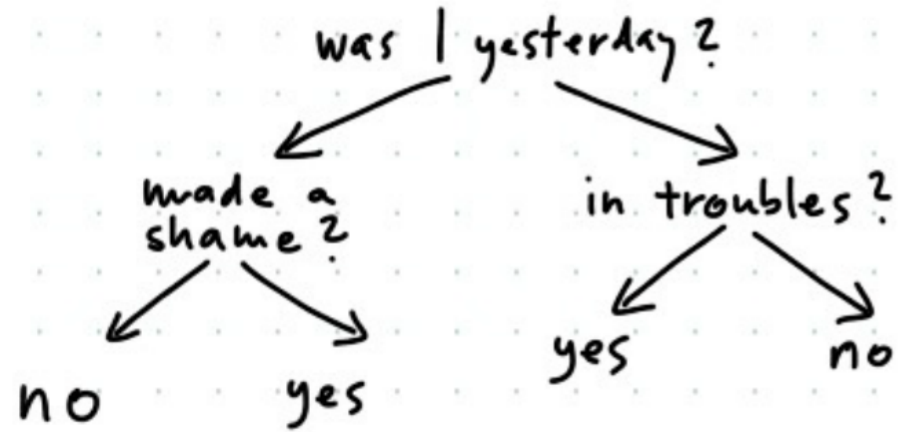 was I yesterday?
made a
shame?
in troubles?
no
yes
yes
no